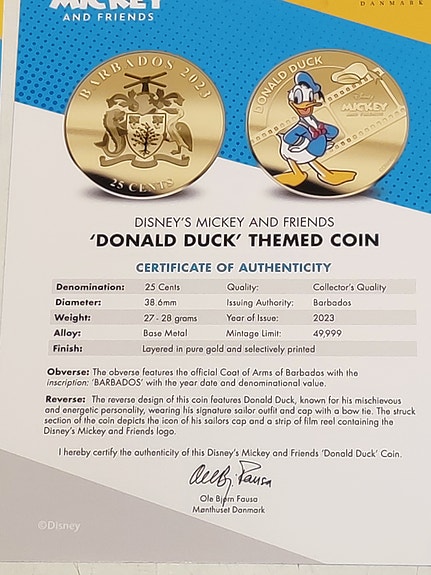 MICKEY
AND FRIENDS
DANMARK
BARBADOS 2023
25 CENTS
DONALD DUCK
Disney
MICKEY
AND FRIENDS
DISNEY'S MICKEY AND FRIENDS
'DONALD DUCK' THEMED COIN
CERTIFICATE OF AUTHENTICITY
Denomination: 25 Cents Quality: Collector's Quality
Diameter: 38.6mm Issuing Authority: Barbados
Weight: 27 - 28 grams Year of Issue: 2023
Alloy: Base Metal Mintage Limit: 49,999
Finish: Layered in pure gold and selectively printed
Obverse: The obverse features the official Coat of Arms of Barbados with the
inscription: 'BARBADOS' with the year date and denominational value.
Reverse: The reverse design of this coin features Donald Duck, known for his mischievous
and energetic personality, wearing his signature sailor outfit and cap with a bow tie. The struck
section of the coin depicts the icon of his sailors cap and a strip of film reel containing the
Disney's Mickey and Friends logo.
I hereby certify the authenticity of this Disney's Mickey and Friends 'Donald Duck' Coin.
Ole Bjørn Fausa
Mønthuset Danmark
©Disney